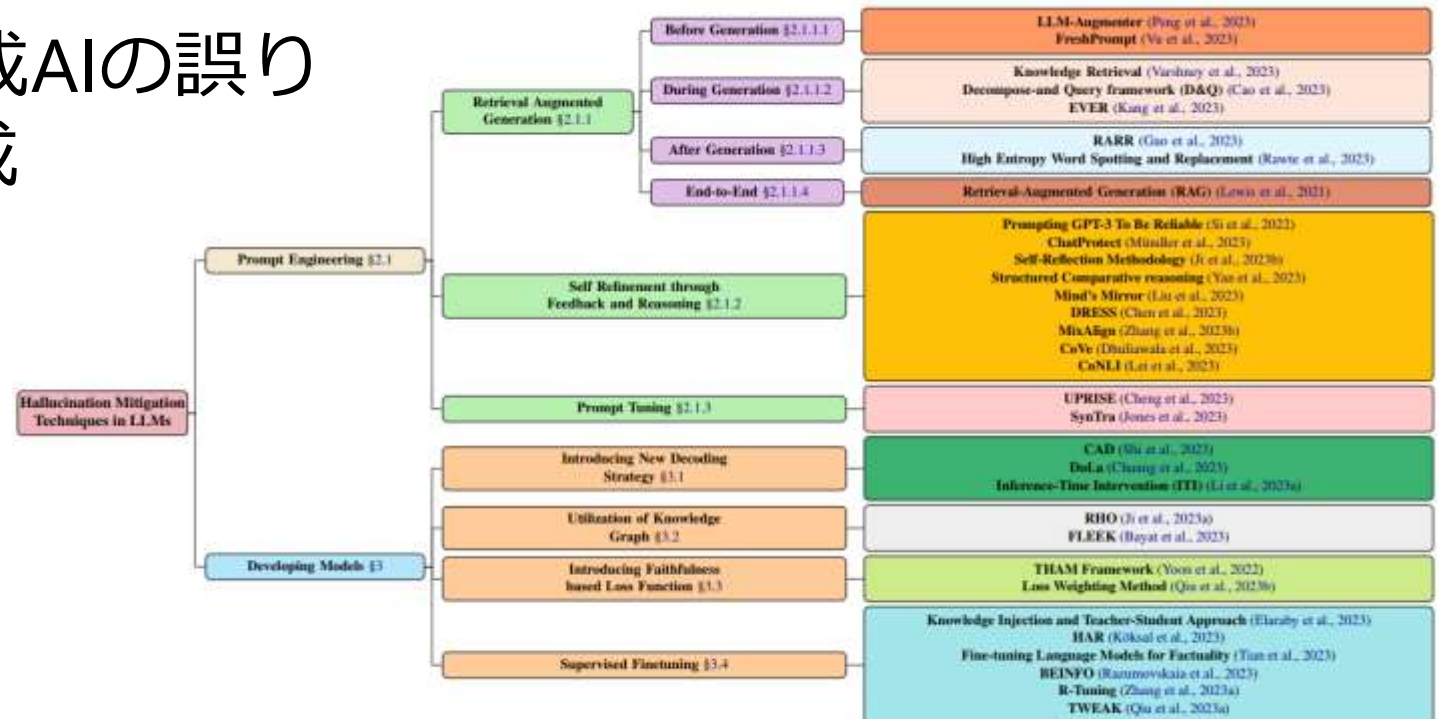 成AIの誤り
成
Before Generation §2.1.1.1
LLM-Augmenter (Peng et al., 2023)
FreshPrompt (Vu et al., 2023)
Retrieval Augmented
Generation §2.1.1
During Generation §2.1.1.2
Knowledge Retrieval (Varshney et al., 2023)
Decompose-and Query framework (D&Q) (Cao et al., 2023)
EVER (Kang et al., 2023)
After Generation §2.1.1.3
RARR (Gao et al., 2023)
High Entropy Word Spotting and Replacement (Rawte et al., 2023)
End-to-End §2.1.1.4
Retrieval-Augmented Generation (RAG) (Lewis et al., 2021)
Prompt Engineering §2.1
Self Refinement through
Feedback and Reasoning §2.1.2
Prompting GPT-3 To Be Reliable (Si et al., 2022)
ChatProtect (Mündler et al., 2023)
Self-Reflection Methodology (Ji et al., 2023b)
Structured Comparative reasoning (Yan et al., 2023)
Mind's Mirror (Liu et al., 2023)
DRESS (Chen et al., 2023)
MixAlign (Zhang et al., 2023b)
CoVe (Dhuliawala et al., 2023)
CoNLI (Lei et al., 2023)
Prompt Tuning §2.1.3
UPRISE (Cheng et al., 2023)
SynTra (Jones et al., 2023)
Hallucination Mitigation
Techniques in LLMs
Introducing New Decoding
Strategy §3.1
CAD (Shi et al., 2023)
DoLa (Chuang et al., 2023)
Inference-Time Intervention (ITI) (Li et al., 2023a)
Utilization of Knowledge
Graph §3.2
RHO (Ji et al., 2023a)
FLEEK (Bayat et al., 2023)
Developing Models §3
Introducing Faithfulness
based Loss Function §3.3
THAM Framework (Yoon et al., 2022)
Loss Weighting Method (Qiu et al., 2023b)
Supervised Finetuning §3.4
Knowledge Injection and Teacher-Student Approach (Elaraby et al., 2023)
HAR (Köksal et al., 2023)
Fine-tuning Language Models for Factuality (Tian et al., 2023)
BEINFO (Razumovskaia et al., 2023)
R-Tuning (Zhang et al., 2023a)
TWEAK (Qiu et al., 2023a)